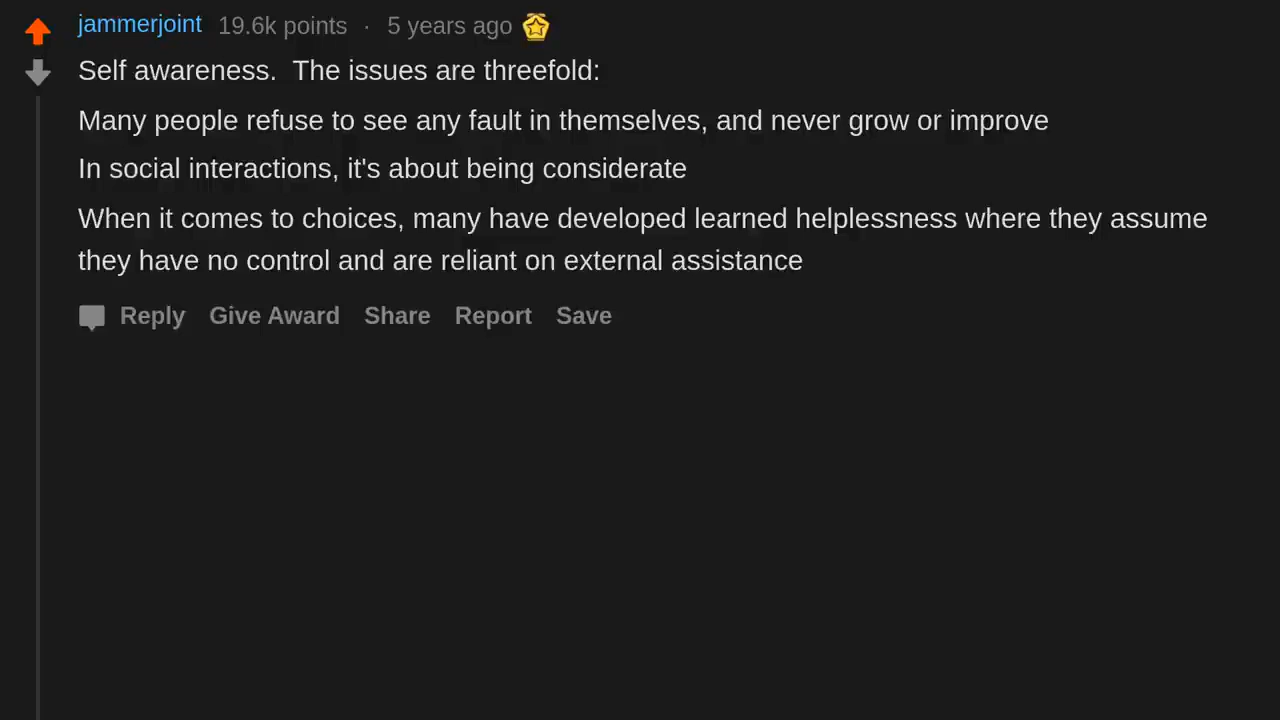 jammerjoint 19.6k points · 5 years ago
Self awareness.  The issues are threefold:
Many people refuse to see any fault in themselves, and never grow or improve
In social interactions, it's about being considerate
When it comes to choices, many have developed learned helplessness where they assume
they have no control and are reliant on external assistance
Reply Give Award Share Report Save